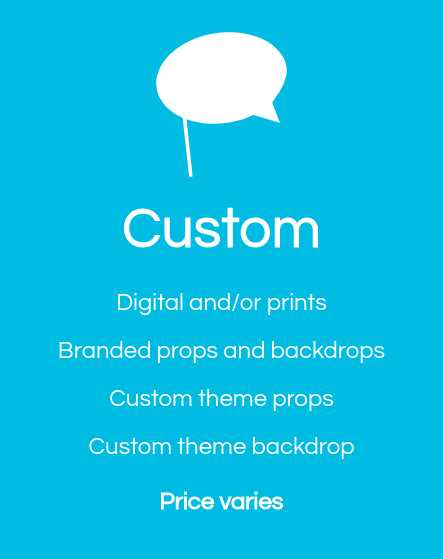 Custom
Digital and/or prints
Branded props and backdrops
Custom theme props
Custom theme backdrop
Price varies